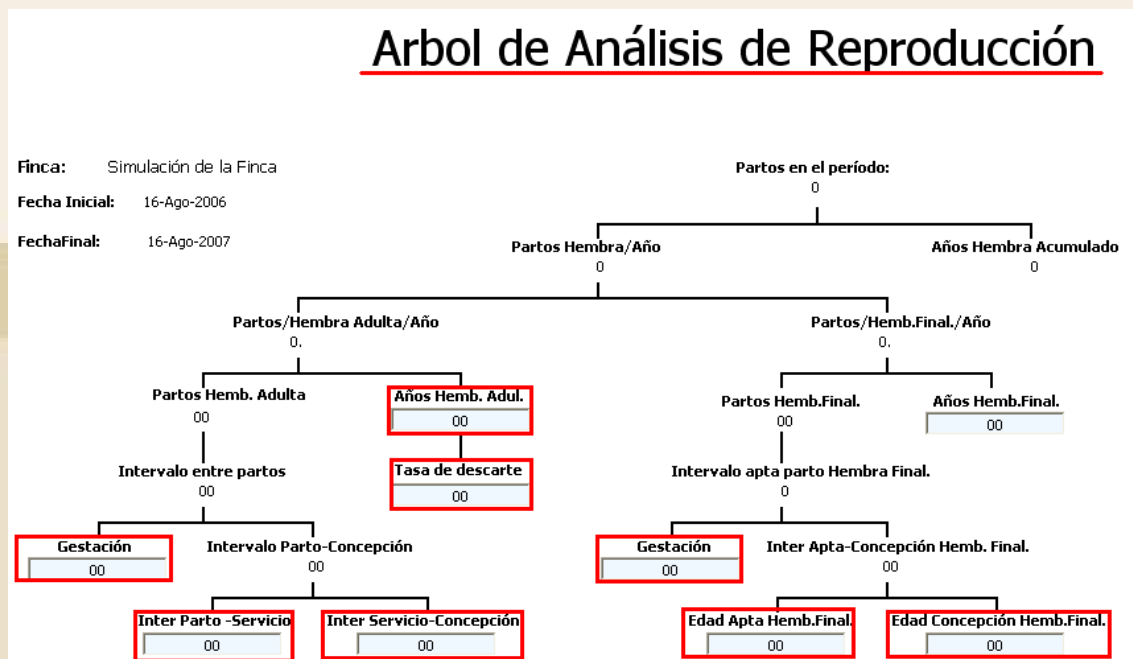 Arbol de Análisis de Reproducción
Finca: Simulación de la Finca
Partos en el período:
0
Fecha Inicial: 16-Ago-2006
FechaFinal: 16-Ago-2007
Partos Hembra/Año
0
Años Hembra Acumulado
0
Partos/Hembra Adulta/Año
0.
Partos/Hemb.Final./Año
0.
Partos Hemb. Adulta
00
Años Hemb. Adul.
00
Partos Hemb.Final.
00
Años Hemb.Final.
00
Intervalo entre partos
00
Tasa de descarte
00
Intervalo apta parto Hembra Final.
0
Gestación
00
Intervalo Parto-Concepción
00
Gestación
00
Inter Apta-Concepción Hemb. Final.
00
Inter Parto -Servicio
00
Inter Servicio-Concepción
00
Edad Apta Hemb.Final.
00
Edad Concepción Hemb.Final.
00